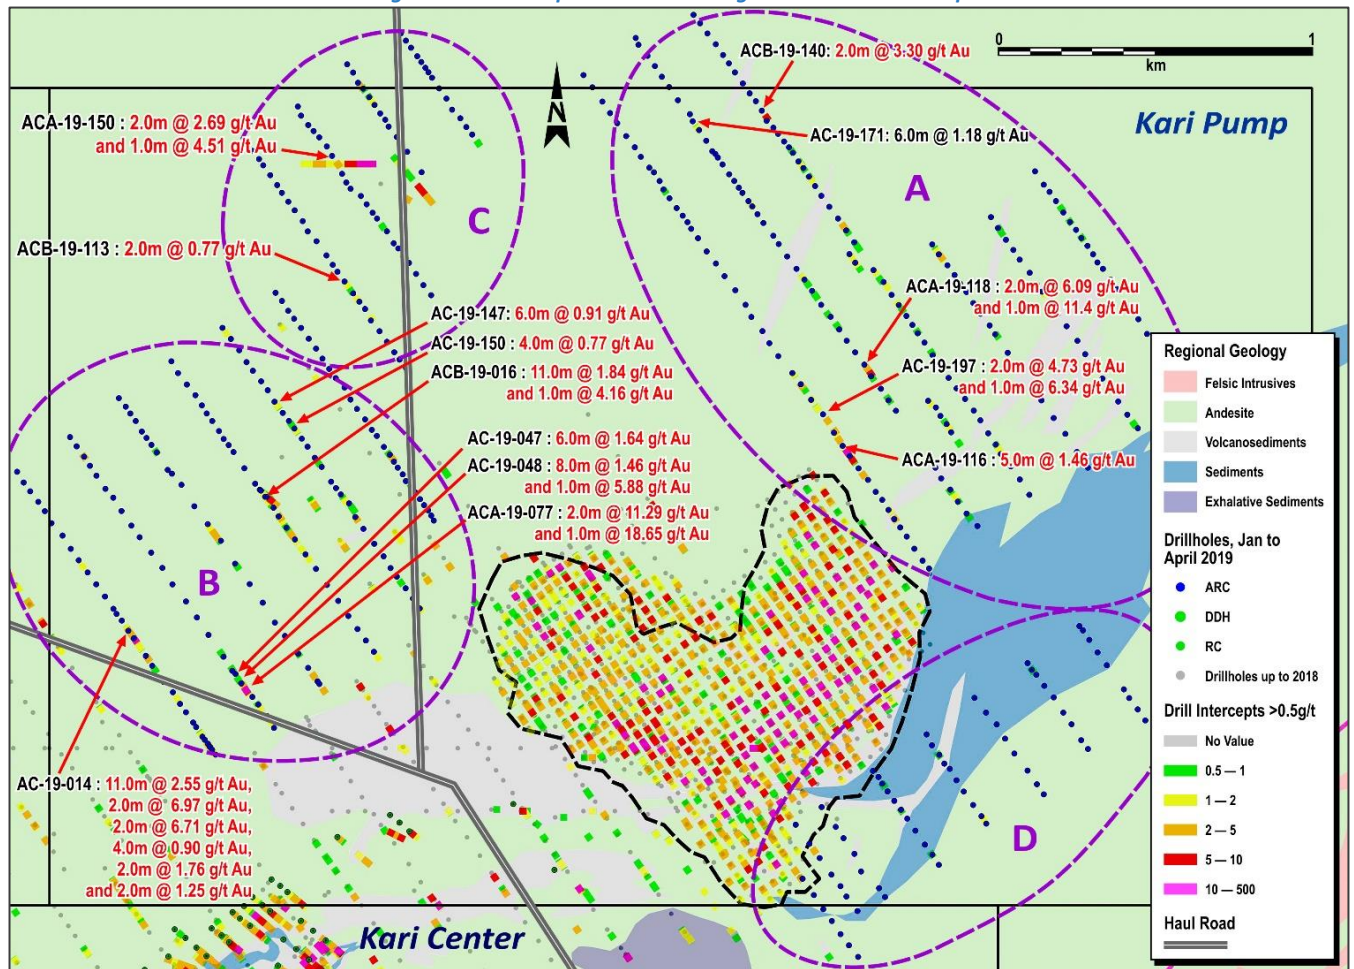 0 1
km
ACB-19-140: 2.0m @ 3.30 g/t Au
N
Kari Pump
ACA-19-150 : 2.0m @ 2.69 g/t Au
and 1.0m @ 4.51 g/t Au
AC-19-171: 6.0m @ 1.18 g/t Au
A
C
ACB-19-113 : 2.0m @ 0.77 g/t Au
ACA-19-118 : 2.0m @ 6.09 g/t Au
and 1.0m @ 11.4 g/t Au
AC-19-147: 6.0m @ 0.91 g/t Au
AC-19-150 : 4.0m @ 0.77 g/t Au
ACB-19-016 : 11.0m @ 1.84 g/t Au
and 1.0m @ 4.16 g/t Au
AC-19-197 : 2.0m @ 4.73 g/t Au
and 1.0m @ 6.34 g/t Au
AC-19-047 : 6.0m @ 1.64 g/t Au
AC-19-048 : 8.0m @ 1.46 g/t Au
and 1.0m @ 5.88 g/t Au
ACA-19-077 : 2.0m @ 11.29 g/t Au
and 1.0m @ 18.65 g/t Au
ACA-19-116 : 5.0m @ 1.46 g/t Au
B
AC-19-014 : 11.0m @ 2.55 g/t Au,
2.0m @ 6.97 g/t Au,
2.0m @ 6.71 g/t Au,
4.0m @ 0.90 g/t Au,
2.0m @ 1.76 g/t Au
and 2.0m @ 1.25 g/t Au
D
Kari Center
Regional Geology
Felsic Intrusives
Andesite
Volcanosediments
Sediments
Exhalative Sediments
Drillholes, Jan to
April 2019
ARC
DDH
RC
Drillholes up to 2018
Drill Intercepts >0.5g/t
No Value
0.5 — 1
1 — 2
2 — 5
5 — 10
10 — 500
Haul Road